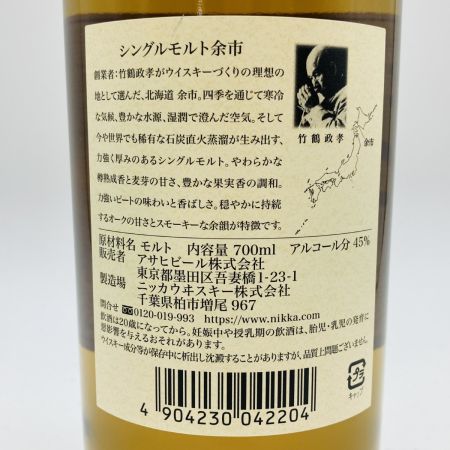 シングルモルト余市
創業者:竹鶴政孝がウイスキーづくりの理想の
地として選んだ、北海道 余市。四季を通じて寒冷
な気候、豊かな水源、湿潤で澄んだ空気。そして
今や世界でも稀有な石炭直火蒸溜が生み出す、
力強く厚みのあるシングルモルト。やわらかな
樽熟成香と麦芽の甘さ、豊かな果実香の調和。
力強いピートの味わいと香ばしさ。穏やかに持続
するオークの甘さとスモーキーな余韻が特徴です。
竹鶴政孝
余市
原材料名 モルト 内容量 700ml アルコール分 45%
販売者 アサヒビール株式会社
東京都墨田区吾妻橋1-23-1
製造場 ニッカウヰスキー株式会社
千葉県柏市増尾 967
問合せ 0120-019-993 https://www.nikka.com
飲酒は20歳になってから。妊娠中や授乳期の飲酒は、胎児・乳児の発育に
悪影響を与えるおそれがあります。
ウイスキー成分等が保存中に析出し沈澱することがありますが、品質上問題ございません。
プラ
キャップ
4 904230 042204